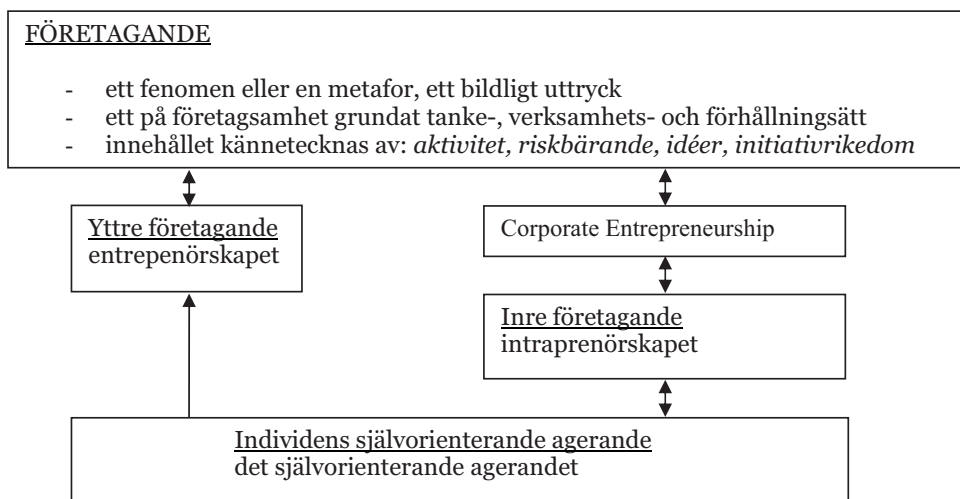 FÖRETAGANDE
- ett fenomen eller en metafor, ett bildligt uttryck
- ett på företagsamhet grundat tanke-, verksamhets- och förhållningsätt
- innehållet kännetecknas av: aktivitet, riskbärande, idéer, initiativrikedom
Yttre företagande
entrepenörskapet
Corporate Entrepreneurship
Inre företagande
intraprenörskapet
Individens självorienterande agerande
det självorienterande agerandet